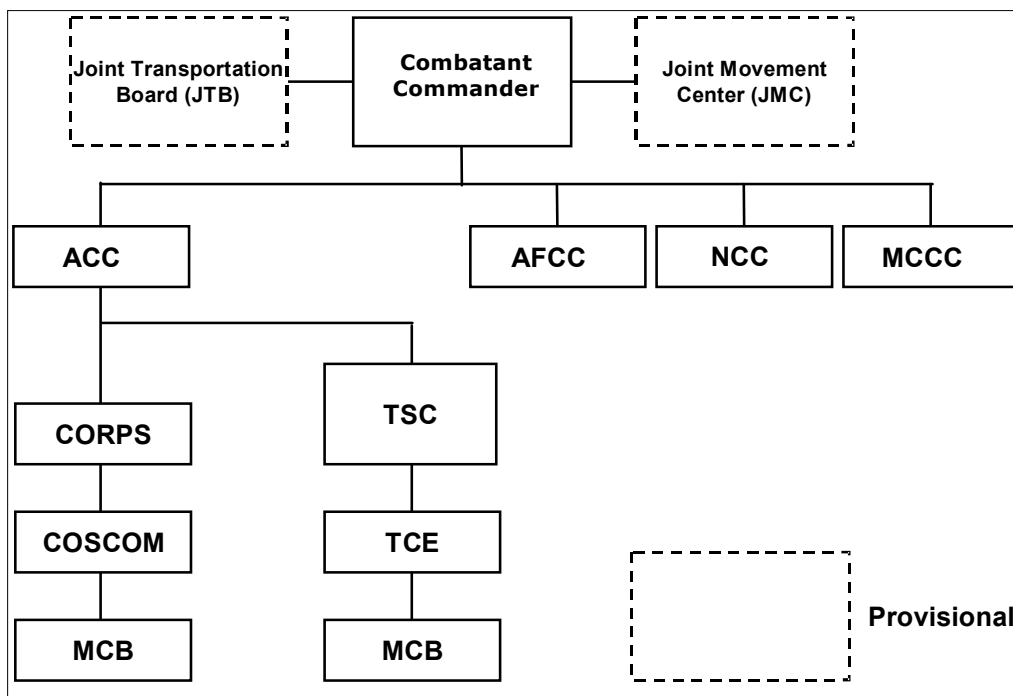 Joint Transportation
Board (JTB)
Combatant
Commander
Joint Movement
Center (JMC)
ACC
AFCC
NCC
MCCC
CORPS
TSC
COSCOM
TCE
MCB
MCB
Provisional